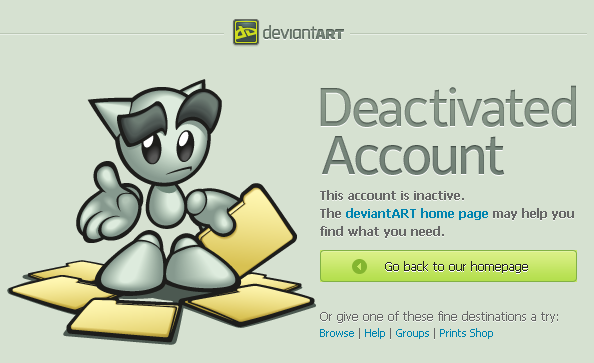 deviantART
Deactivated
Account
This account is inactive.
The deviantART home page may help you
find what you need.
Go back to our homepage
Or give one of these fine destinations a try:
Browse | Help | Groups | Prints Shop